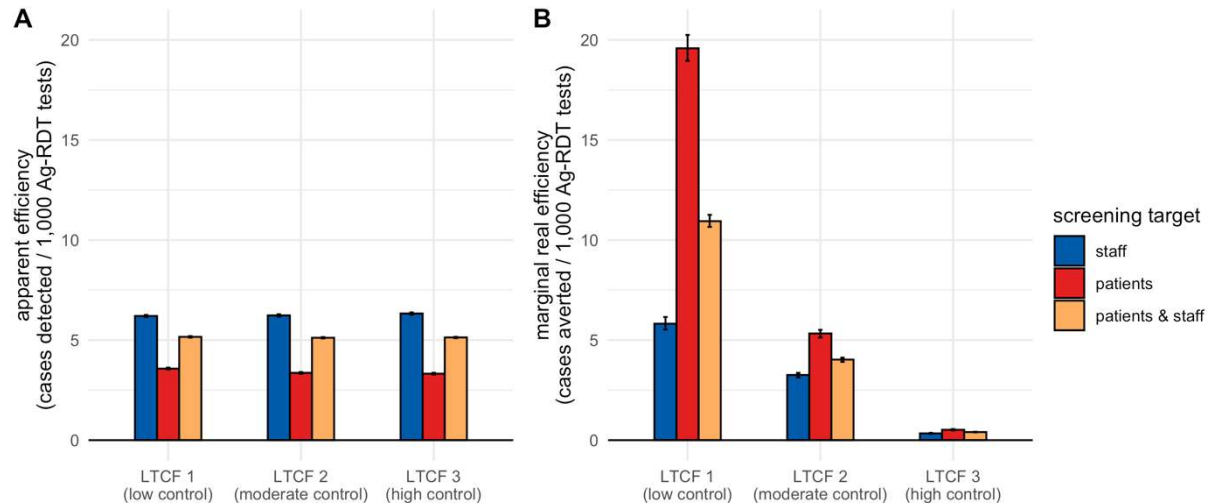 A
apparent efficiency
(cases detected / 1,000 Ag-RDT tests)
20
15
10
5
0
LTCF 1
(low control)
LTCF 2
(moderate control)
LTCF 3
(high control)
B
marginal real efficiency
(cases averted / 1,000 Ag-RDT tests)
20
15
10
5
0
LTCF 1
(low control)
LTCF 2
(moderate control)
LTCF 3
(high control)
screening target
staff
patients
patients & staff